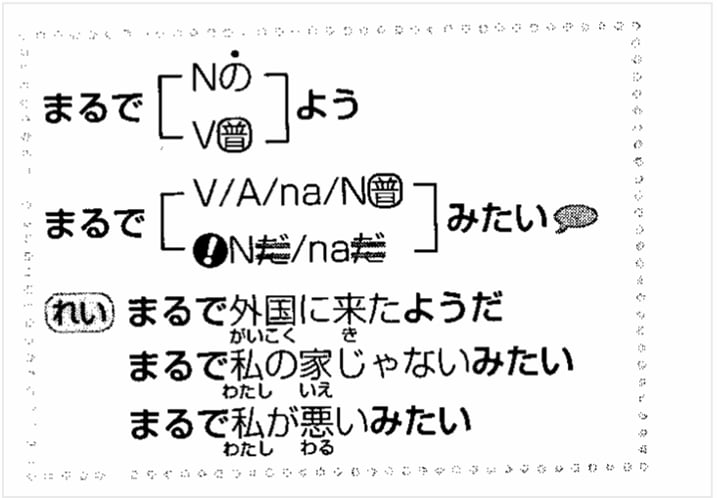 まるで
Nの
V普
よう
まるで
V/A/na/N普
!Nだ/naだ
みたい
れい まるで外国に来たようだ
がいこく き
まるで私の家じゃないみたい
わたし いえ
まるで私が悪いみたい
わたし わる